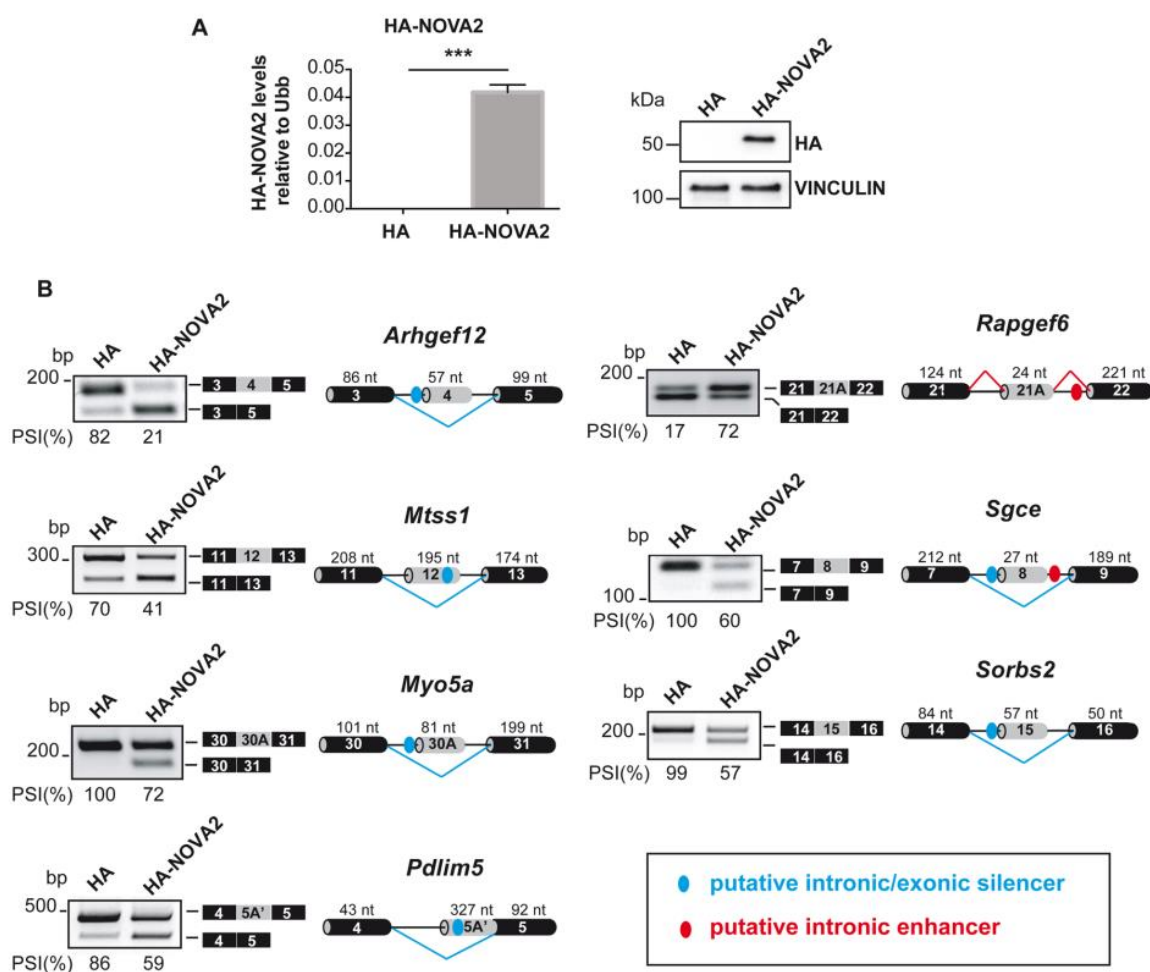 A
HA-NOVA2
***
HA-NOVA2 levels
relative to Ubb
0.05
0.04
0.03
0.02
0.01
0.00
HA HA-NOVA2
kDa
HA
HA-NOVA2
50
HA
100
VINCULIN
B
Arhgef12
bp
HA
HA-NOVA2
200
3 4 5
3 5
PSI(%) 82 21
86 nt 57 nt 99 nt
3 4 5
Rapgef6
bp
HA
HA-NOVA2
200
21 21A 22
21 22
PSI(%) 17 72
124 nt 24 nt 221 nt
21 21A 22
Mtss1
bp
HA
HA-NOVA2
300
11 12 13
11 13
PSI(%) 70 41
208 nt 195 nt 174 nt
11 12 13
Sgce
bp
HA
HA-NOVA2
100
7 8 9
7 9
PSI(%) 100 60
212 nt 27 nt 189 nt
7 8 9
Myo5a
bp
HA
HA-NOVA2
200
30 30A 31
30 31
PSI(%) 100 72
101 nt 81 nt 199 nt
30 30A 31
Sorbs2
bp
HA
HA-NOVA2
200
14 15 16
14 16
PSI(%) 99 57
84 nt 57 nt 50 nt
14 15 16
Pdlim5
bp
HA
HA-NOVA2
500
4 5A' 5
4 5
PSI(%) 86 59
43 nt 327 nt 92 nt
4 5A' 5
putative intronic/exonic silencer
putative intronic enhancer